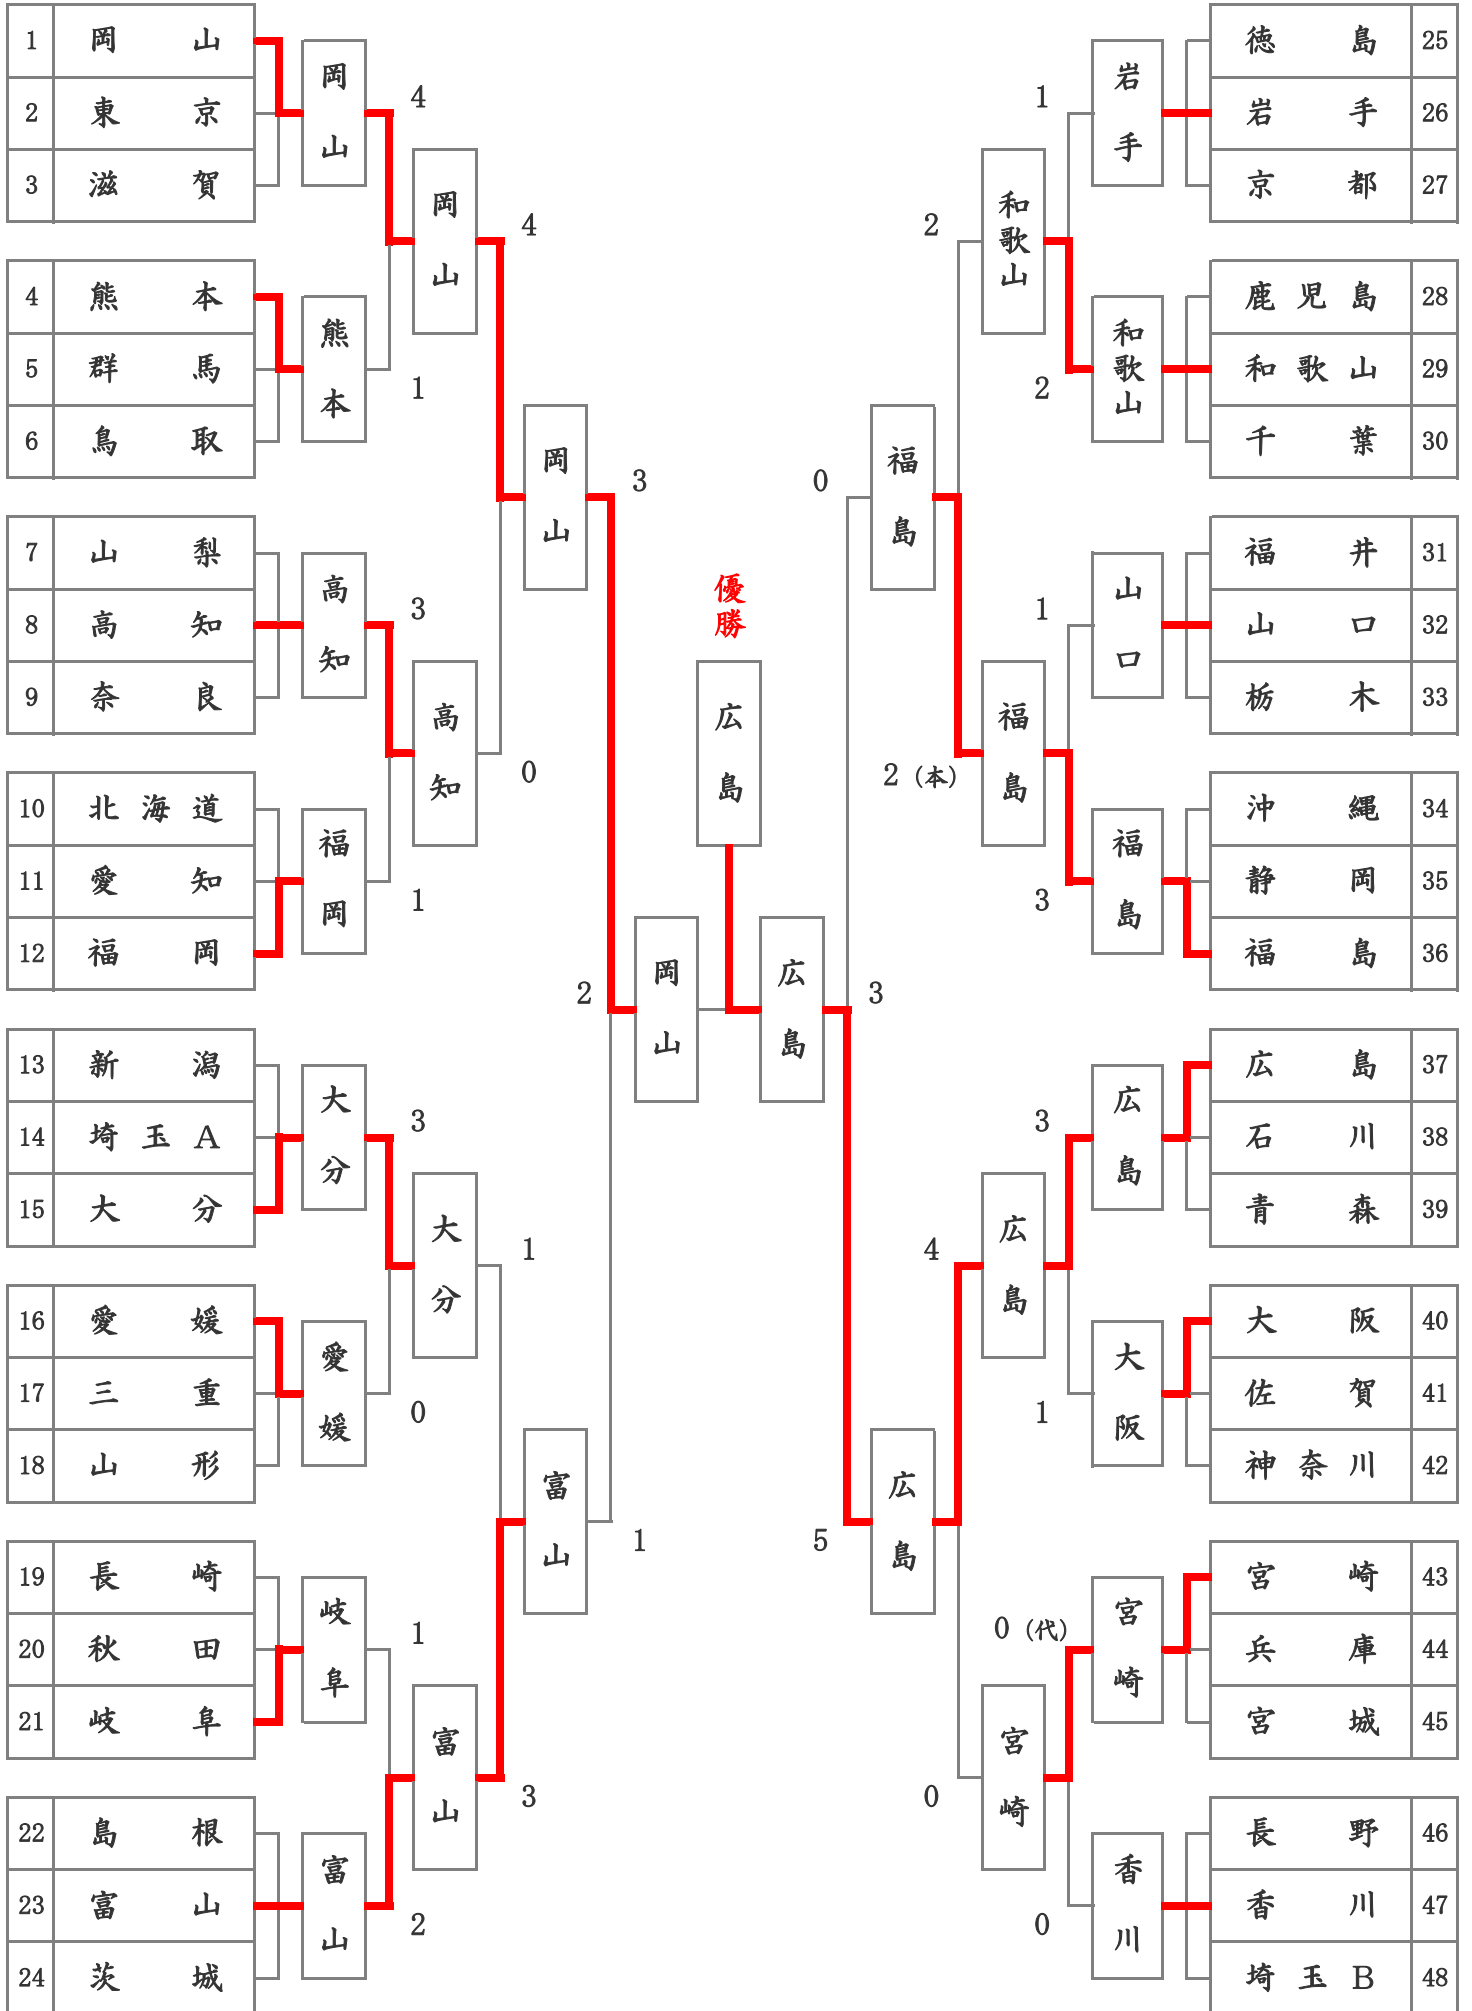 1 岡山
2 東京
3 滋賀
4 熊本
5 群馬
6 鳥取
7 山梨
8 高知
9 奈良
10 北海道
11 愛知
12 福岡
13 新潟
14 埼玉A
15 大分
16 愛媛
17 三重
18 山形
19 長崎
20 秋田
21 岐阜
22 島根
23 富山
24 茨城
岡山
熊本
高知
福岡
大分
愛媛
岐阜
富山
4
1
3
1
3
0
1
2
岡山
高知
大分
富山
4
0
1
3
岡山
富山
3
1
岡山
2
優勝
広島
広島
3
福島
広島
0
5
和歌山
福島
広島
宮崎
2
2（本）
4
0
岩手
和歌山
山口
福島
広島
大阪
宮崎
香川
1
2
1
3
3
1
0（代）
0
徳島 25
岩手 26
京都 27
鹿児島 28
和歌山 29
千葉 30
福井 31
山口 32
栃木 33
沖縄 34
静岡 35
福島 36
広島 37
石川 38
青森 39
大阪 40
佐賀 41
神奈川 42
宮崎 43
兵庫 44
宮城 45
長野 46
香川 47
埼玉B 48